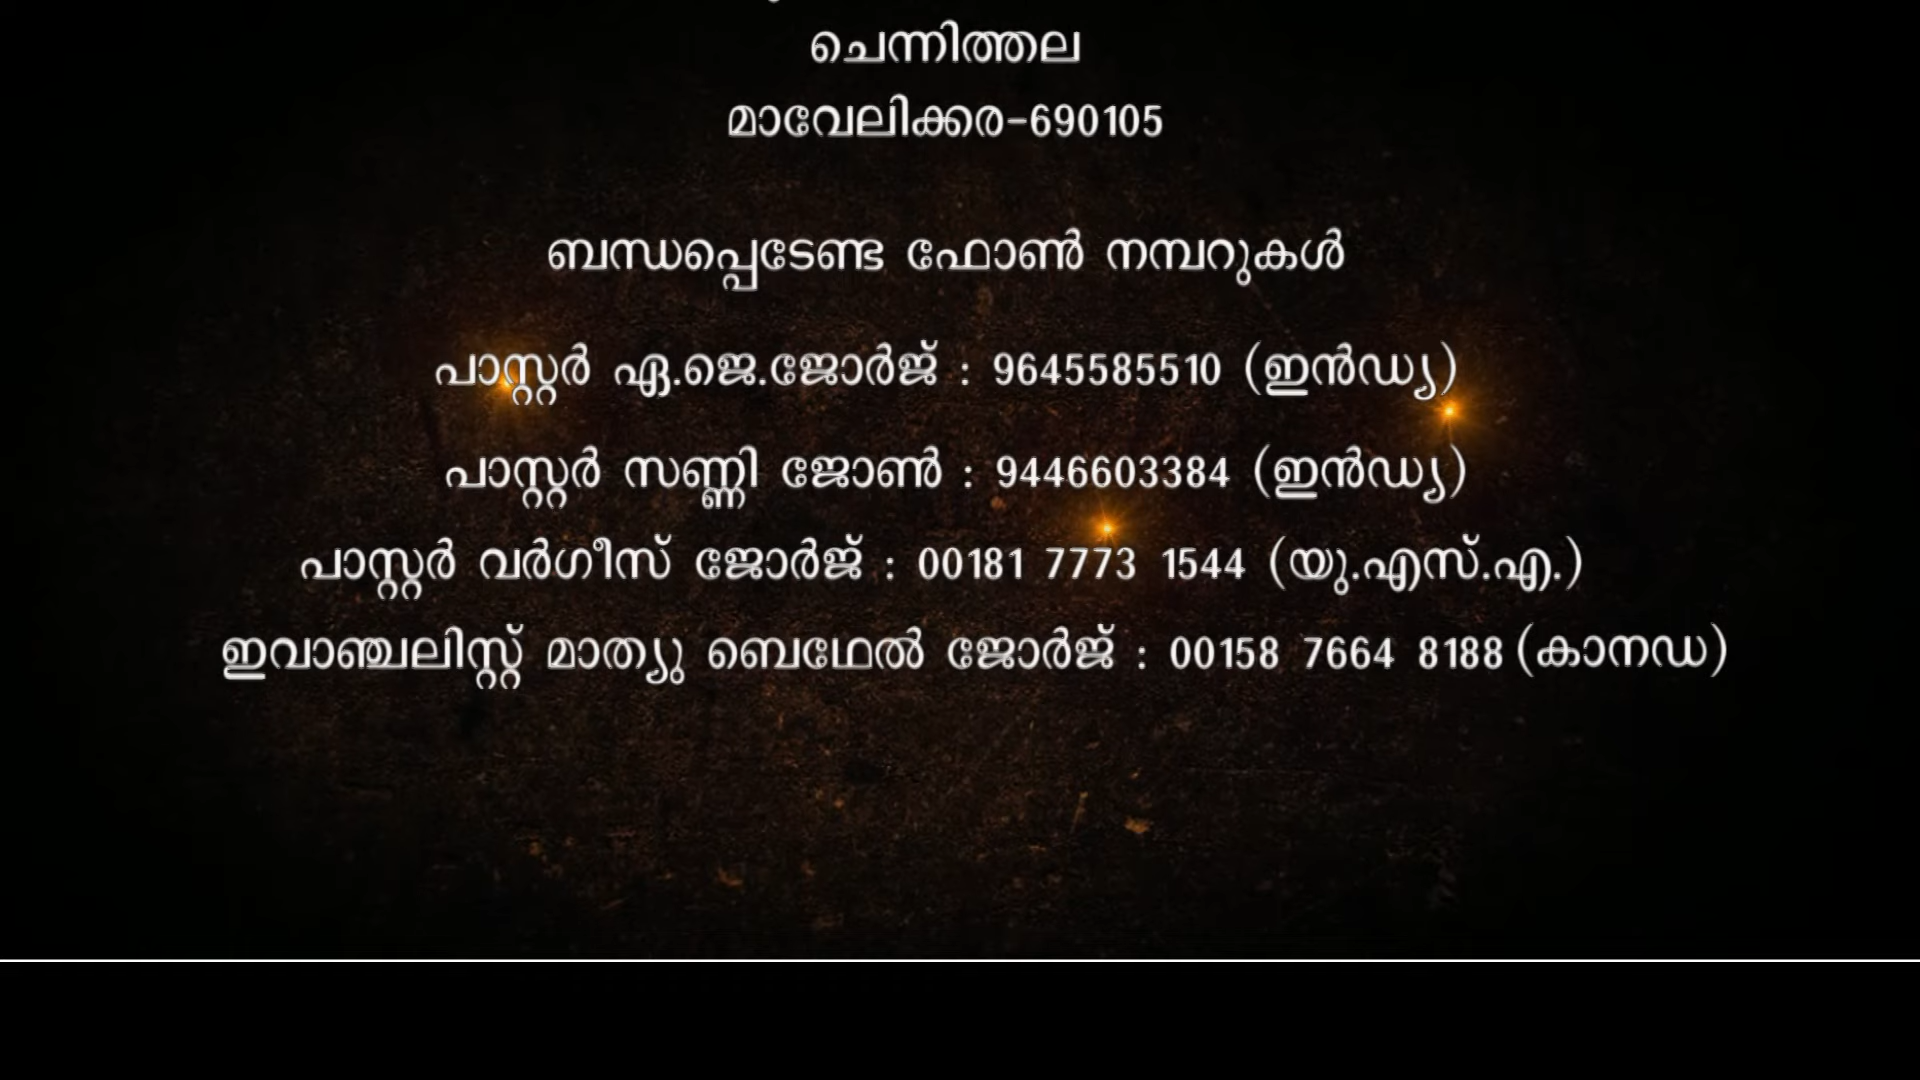 ചെന്നിത്തല
മാവേലിക്കര-690105
ബന്ധപ്പെടേണ്ട ഫോൺ നമ്പറുകൾ
പാസ്റ്റർ ഏ.ജെ.ജോർജ് : 9645585510 (ഇൻഡ്യ)
പാസ്റ്റർ സണ്ണി ജോൺ : 9446603384 (ഇൻഡ്യ)
പാസ്റ്റർ വർഗീസ് ജോർജ് : 00181 7773 1544 (യു.എസ്.എ.)
ഇവാഞ്ചലിസ്റ്റ് മാത്യു ബെഥേൽ ജോർജ് : 00158 7664 8188 (കാനഡ)